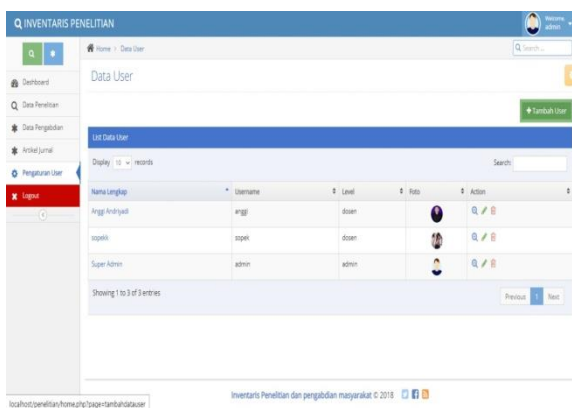 INVENTARIS PENELITIAN
Welcome, admin
Home > Data User
Search ...
Data User
Dashboard
Data Penelitian
Data Pengabdian
Artikel Jurnal
Pengaturan User
Logout
+ Tambah User
List Data User
Display 10 records
Search:
Nama Lengkap Username Level Foto Action
Anggi Andriyadi anggi dosen
sopekk sopek dosen
Super Admin admin admin
Showing 1 to 3 of 3 entries
Previous 1 Next
Inventaris Penelitian dan pengabdian masyarakat © 2018
localhost/penelitian/home.php?page=tambahdatauser